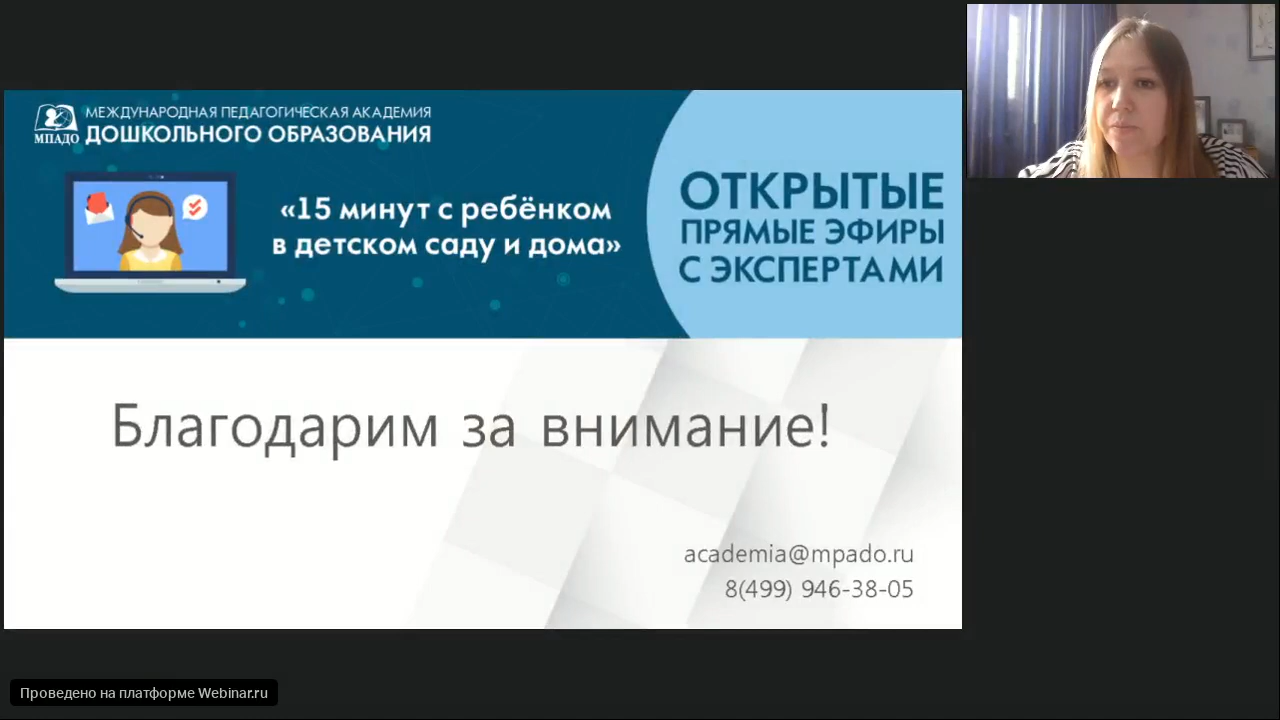 МЕЖДУНАРОДНАЯ ПЕДАГОГИЧЕСКАЯ АКАДЕМИЯ
МПАДО ДОШКОЛЬНОГО ОБРАЗОВАНИЯ
«15 минут с ребёнком
в детском саду и дома»
ОТКРЫТЫЕ
ПРЯМЫЕ ЭФИРЫ
С ЭКСПЕРТАМИ
Благодарим за внимание!
academia@mpado.ru
8(499) 946-38-05
Проведено на платформе Webinar.ru